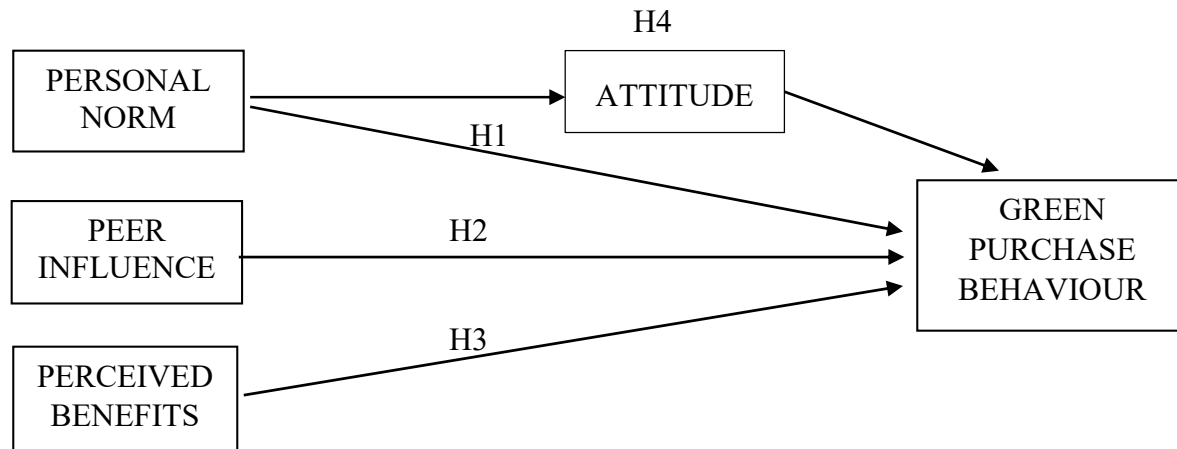 H4
PERSONAL
NORM
ATTITUDE
H1
PEER
INFLUENCE
H2
GREEN
PURCHASE
BEHAVIOUR
H3
PERCEIVED
BENEFITS